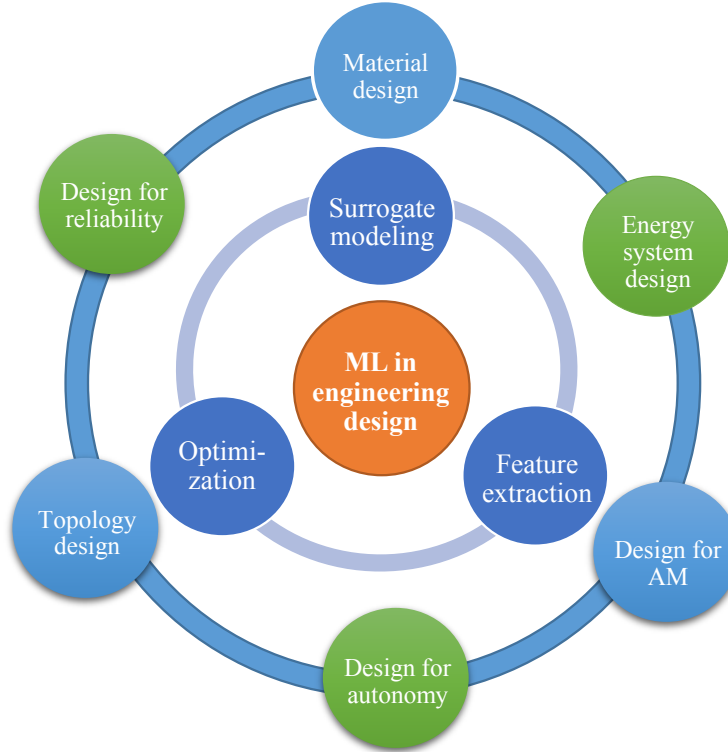 Material
design
Design for
reliability
Surrogate
modeling
Energy
system
design
ML in
engineering
design
Optimi-
zation
Feature
extraction
Topology
design
Design for
AM
Design for
autonomy